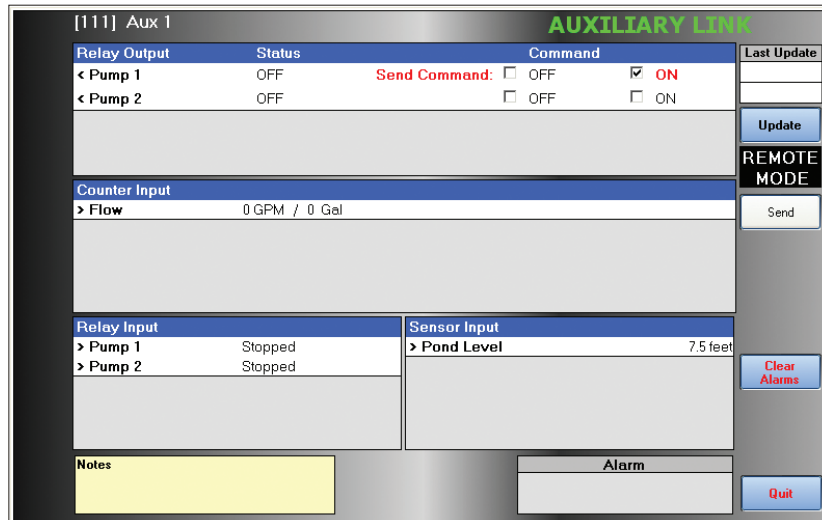 [111] Aux 1 AUXILIARY LINK
Relay Output Status Command Last Update
< Pump 1 OFF Send Command: OFF ON
< Pump 2 OFF OFF ON
Update
REMOTE
MODE
Counter Input
> Flow 0 GPM / 0 Gal Send
Relay Input Sensor Input
> Pump 1 Stopped > Pond Level 7.5 feet
> Pump 2 Stopped
Clear
Alarms
Notes Alarm
Quit